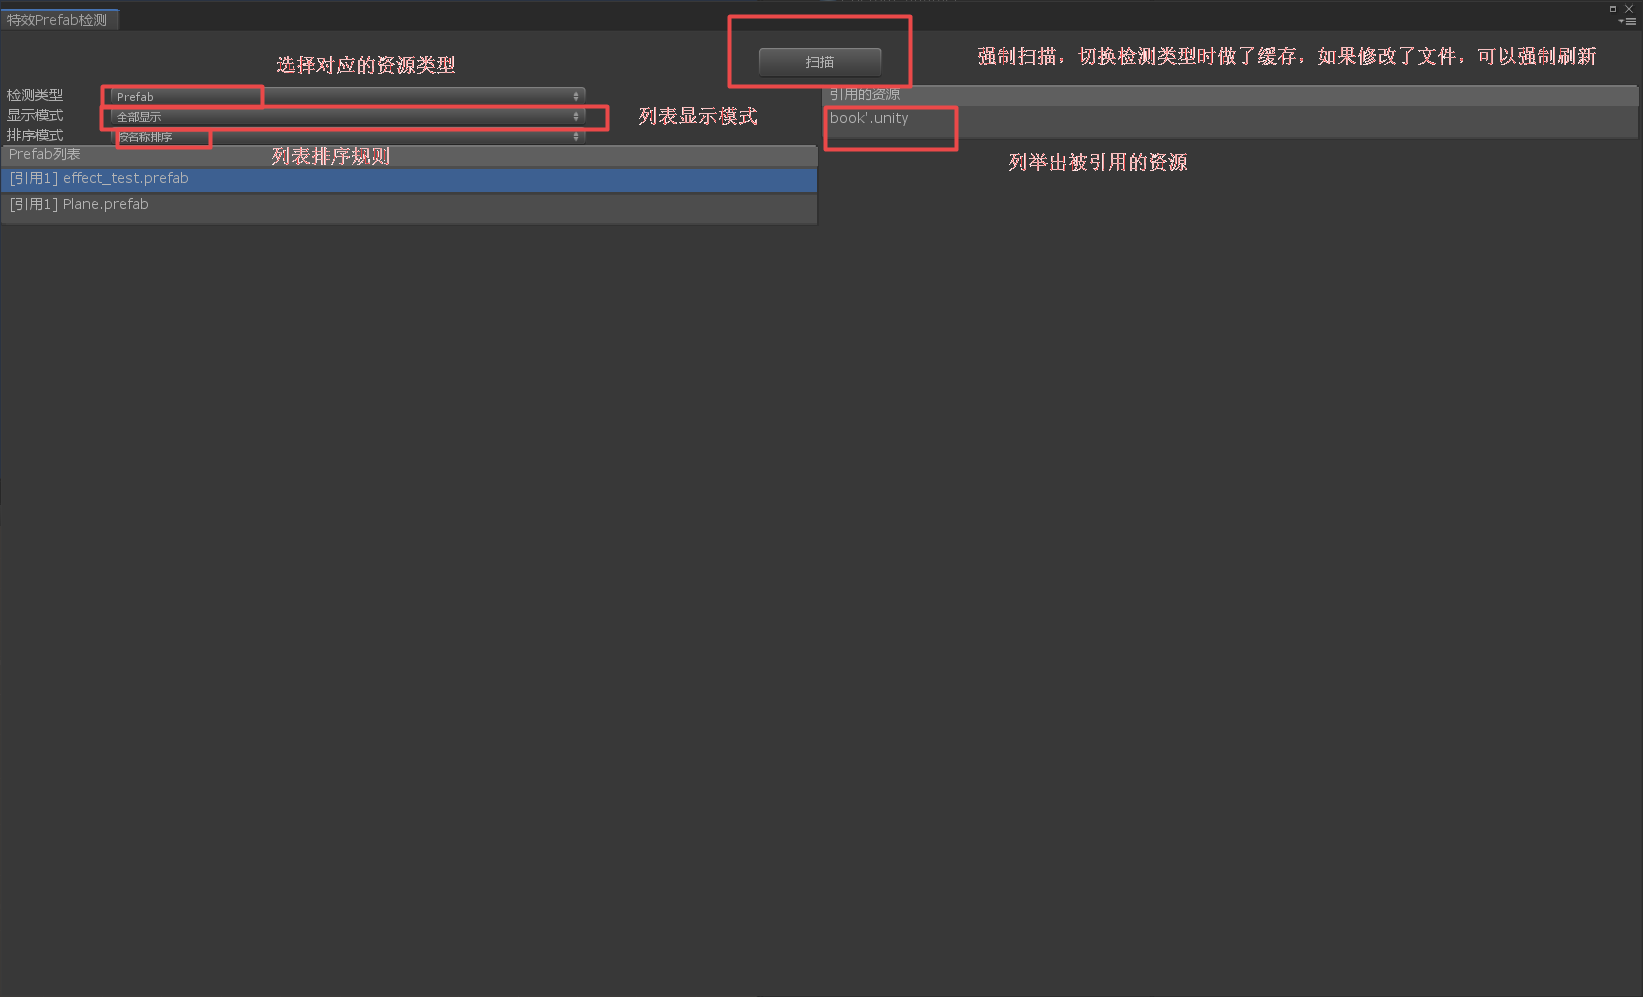 特效Prefab检测
扫描
强制扫描，切换检测类型时做了缓存，如果修改了文件，可以强制刷新
选择对应的资源类型
检测类型 Prefab
显示模式 全部显示
排序模式 按名称排序
列表显示模式
列表排序规则
Prefab列表
[引用1] effect_test.prefab
[引用1] Plane.prefab
引用的资源
book'.unity
列举出被引用的资源